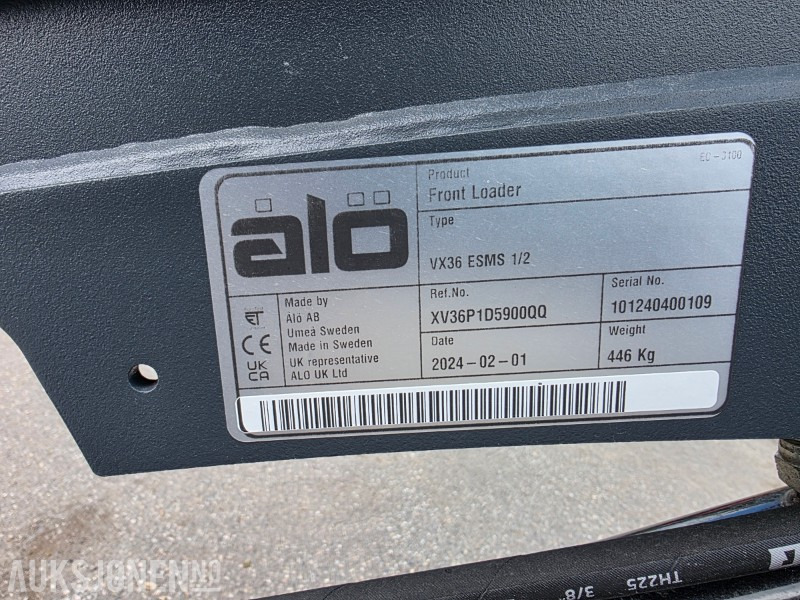 EC-3100
älö
Product
Front Loader
Type
VX36 ESMS 1/2
Made by
Ålö AB
Umeå Sweden
Made in Sweden
UK representative
ALO UK Ltd
CE
UK
CA
Ref.No.
XV36P1D5900QQ
Serial No.
101240400109
Date
2024-02-01
Weight
446 Kg
TH225 3/8"
AUKSJONEN.NO